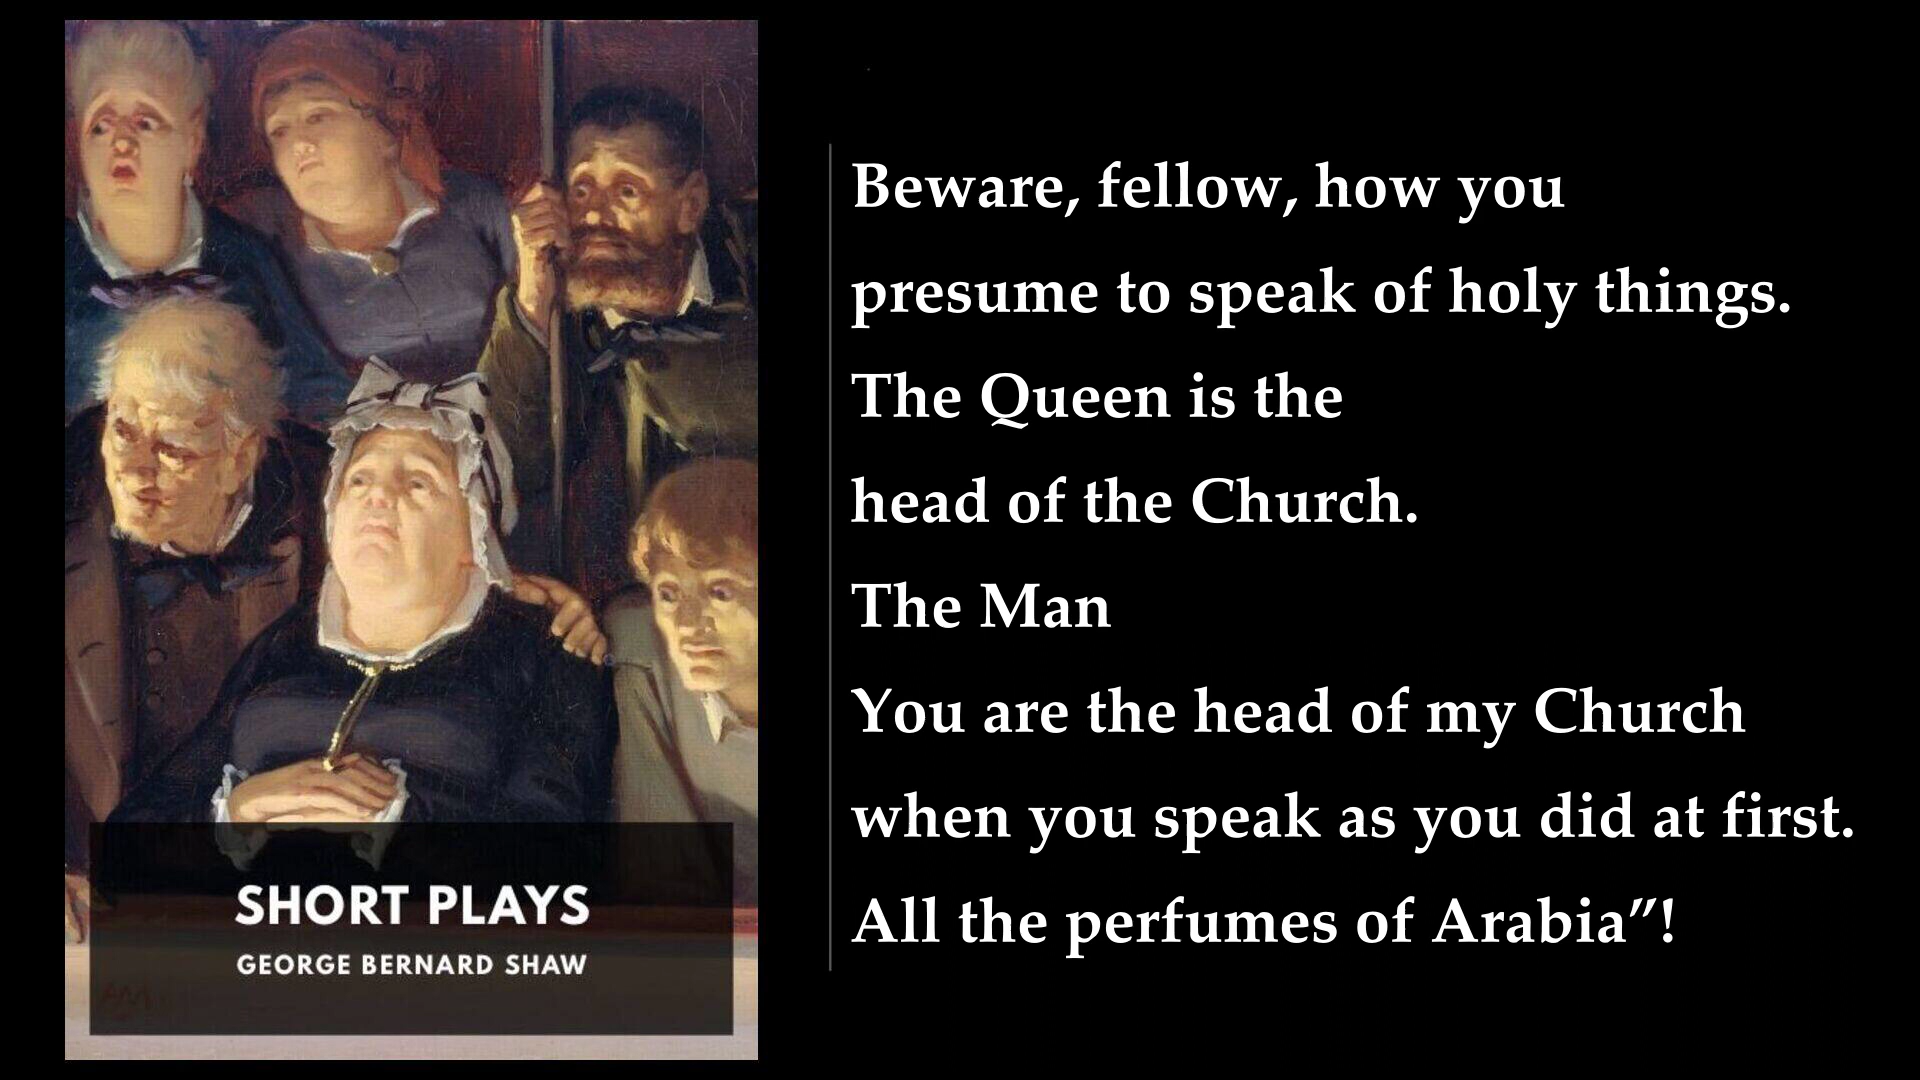 SHORT PLAYS
GEORGE BERNARD SHAW
Beware, fellow, how you
presume to speak of holy things.
The Queen is the
head of the Church.
The Man
You are the head of my Church
when you speak as you did at first.
All the perfumes of Arabia”!